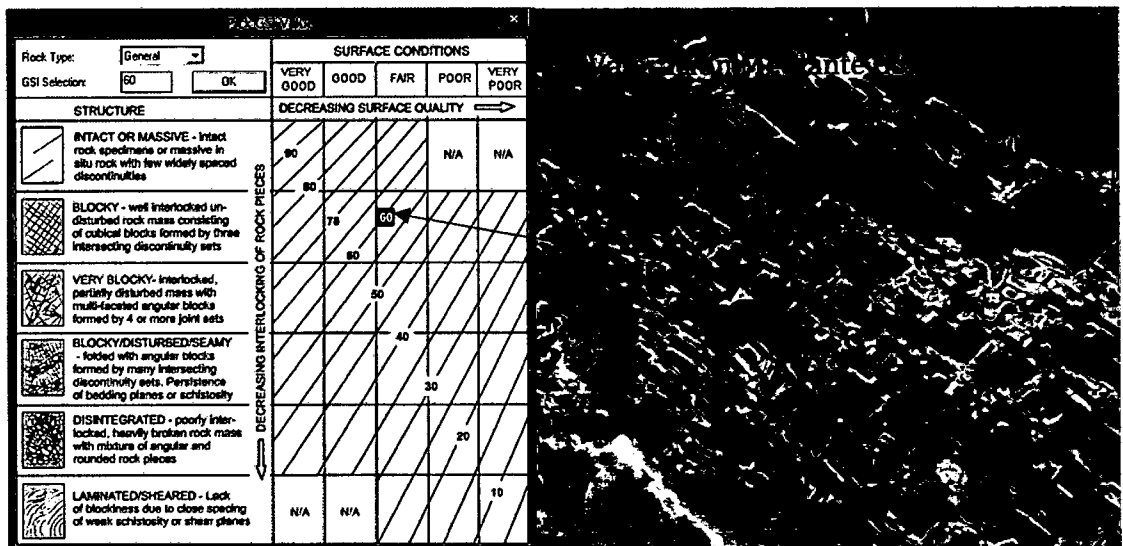 ×
Rock Type:
General
GSI Selection:
60
OK
STRUCTURE
SURFACE CONDITIONS
VERY GOOD
GOOD
FAIR
POOR
VERY POOR
DECREASING SURFACE QUALITY
DECREASING INTERLOCKING OF ROCK PIECES
INTACT OR MASSIVE - intact
rock specimens or massive in
situ rock with few widely spaced
discontinuities
90
80
N/A
N/A
BLOCKY - well interlocked un-
disturbed rock mass consisting
of cubical blocks formed by three
intersecting discontinuity sets
60
VERY BLOCKY- interlocked,
partially disturbed mass with
multi-faceted angular blocks
formed by 4 or more joint sets
50
BLOCKY/DISTURBED/SEAMY
- folded with angular blocks
formed by many intersecting
discontinuity sets. Persistence
of bedding planes or schistosity
40
30
DISINTEGRATED - poorly inter-
locked, heavily broken rock mass
with mixture of angular and
rounded rock pieces
20
LAMINATED/SHEARED - Lack
of blockiness due to close spacing
of weak schistosity or shear planes
N/A
N/A
10